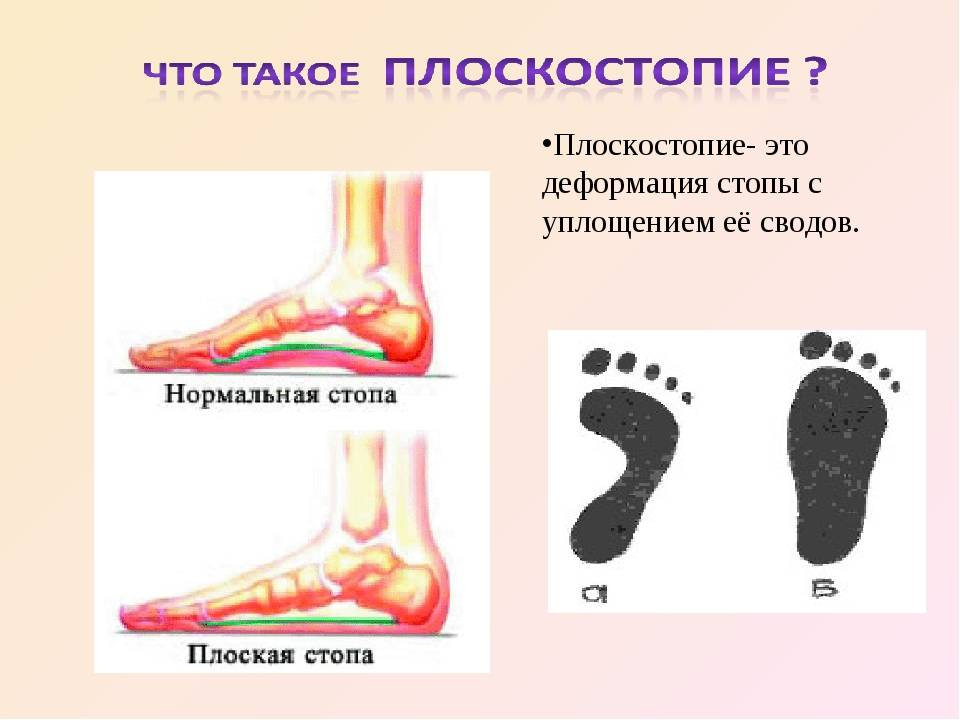 ЧТО ТАКОЕ ПЛОСКОСТОПИЕ ?
•Плоскостопие- это
деформация стопы с
уплощением её сводов.
Нормальная стопа
Плоская стопа
а
Б